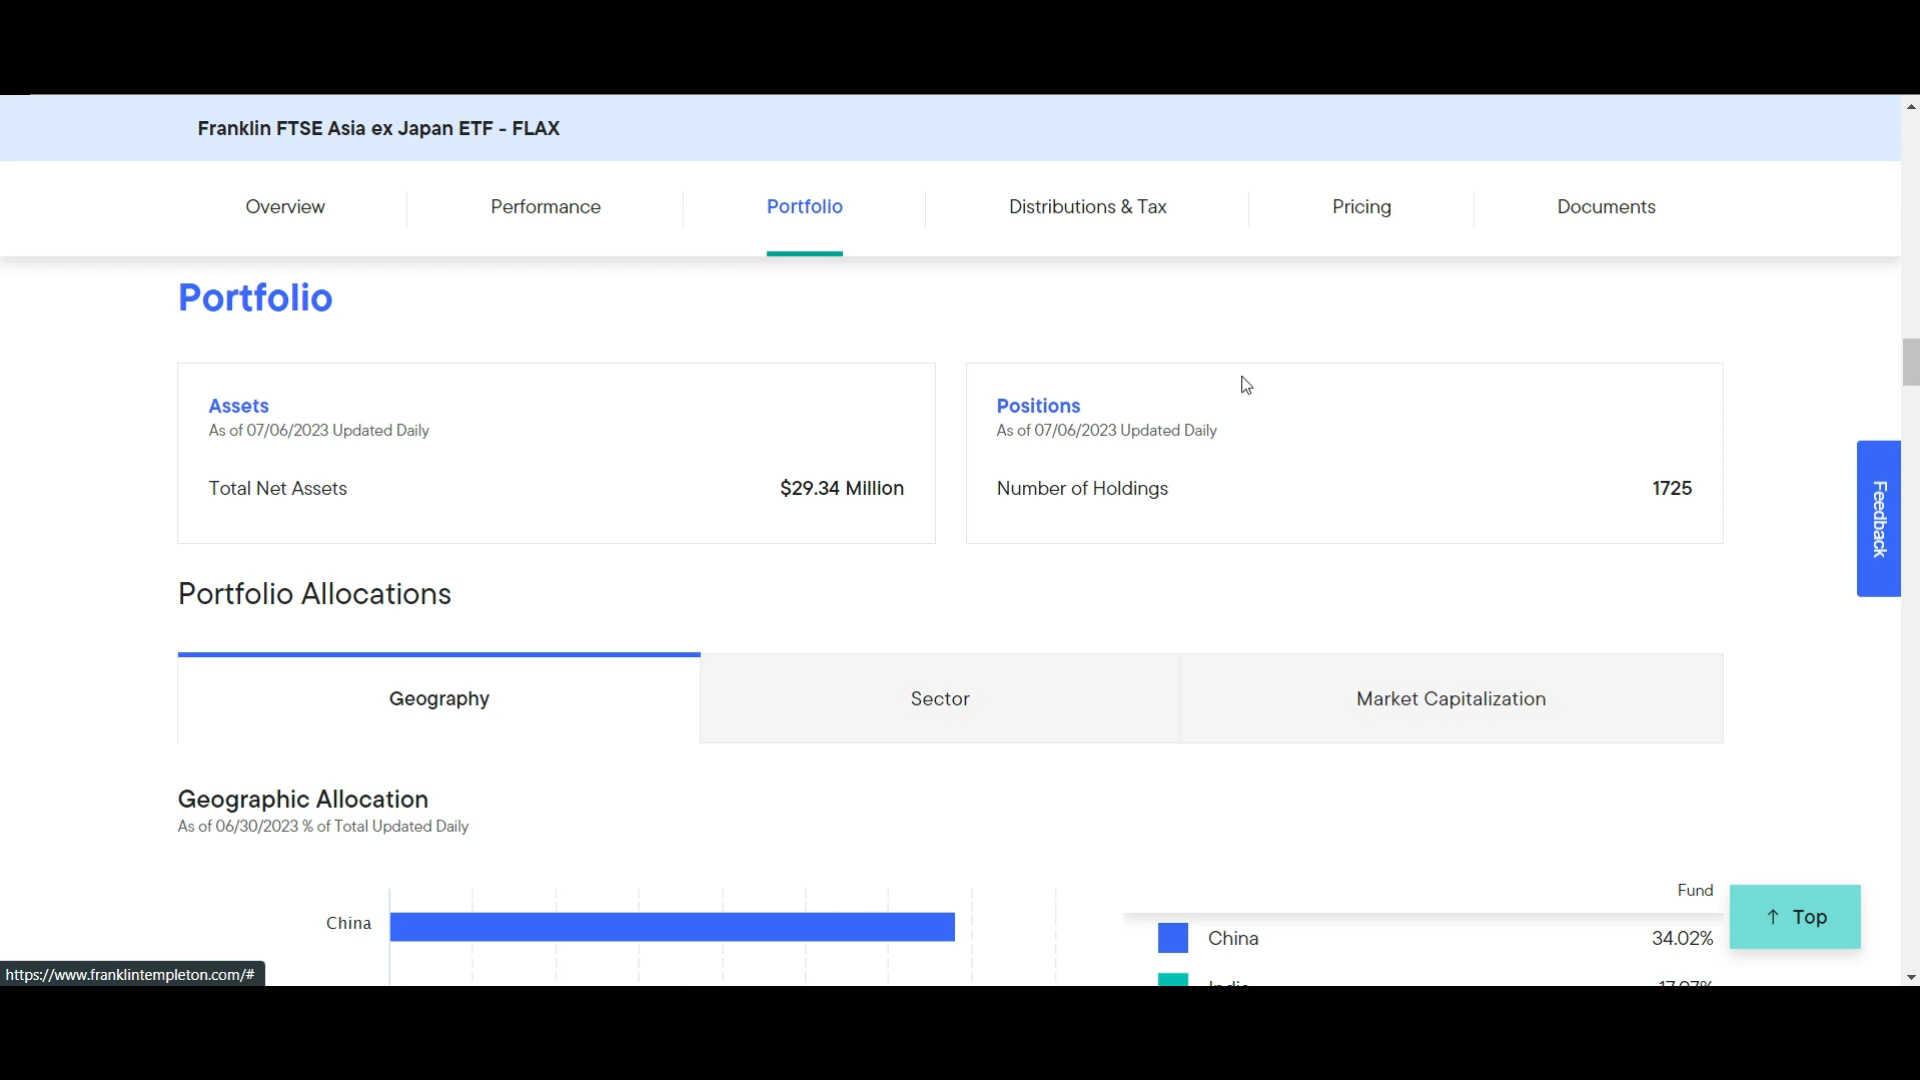 Franklin FTSE Asia ex Japan ETF - FLAX
Overview
Performance
Portfolio
Distributions & Tax
Pricing
Documents
Portfolio
Assets
As of 07/06/2023 Updated Daily
Total Net Assets
$29.34 Million
Positions
As of 07/06/2023 Updated Daily
Number of Holdings
1725
Feedback
Portfolio Allocations
Geography
Sector
Market Capitalization
Geographic Allocation
As of 06/30/2023 % of Total Updated Daily
Fund
China
China
34.02%
↑ Top
https://www.franklintempleton.com/#